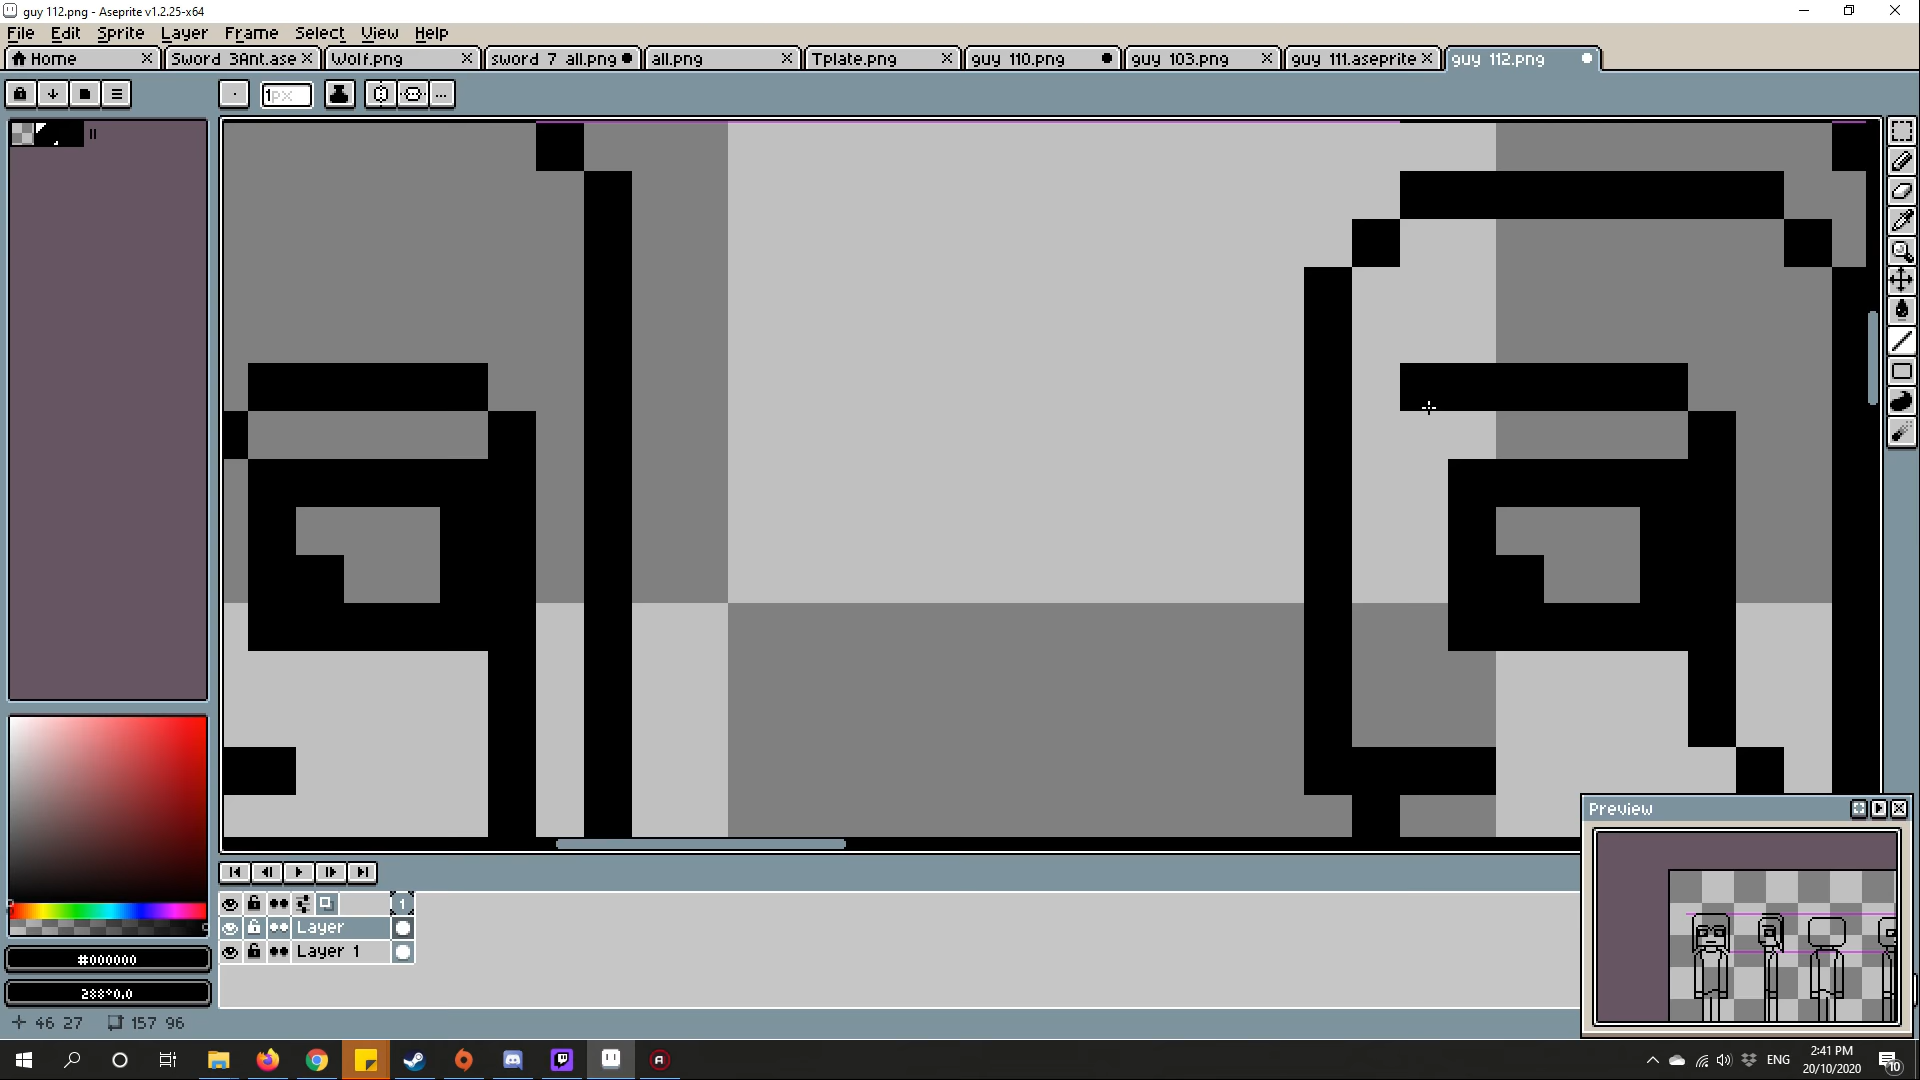 guy 112.png - Aseprite v1.2.25-x64
File Edit Sprite Layer Frame Select View Help
Home Sword 3Ant.ase Wolf.png sword 7 all.png all.png Tplate.png guy 110.png guy 103.png guy 111.aseprite guy 112.png
1px
Preview
1
Layer
Layer 1
#000000
46 27 157 96
ENG
2:41 PM
20/10/2020
10